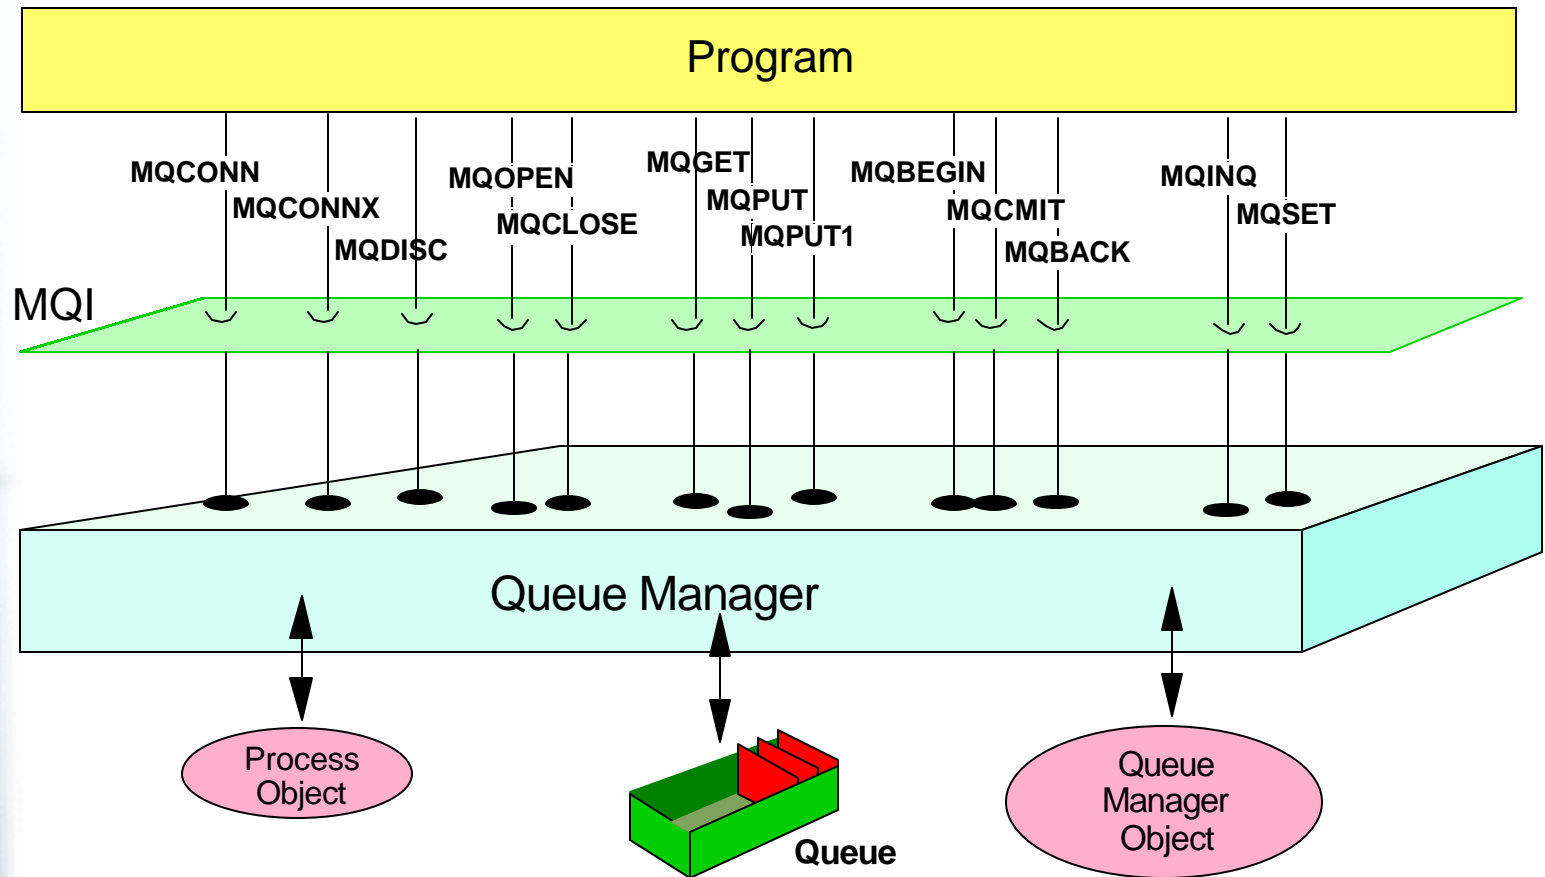 Program
MQCONN
MQCONNX
MQDISC
MQOPEN
MQCLOSE
MQGET
MQPUT
MQPUT1
MQBEGIN
MQCMIT
MQBACK
MQINQ
MQSET
MQI
Queue Manager
Process
Object
Queue
Queue
Manager
Object